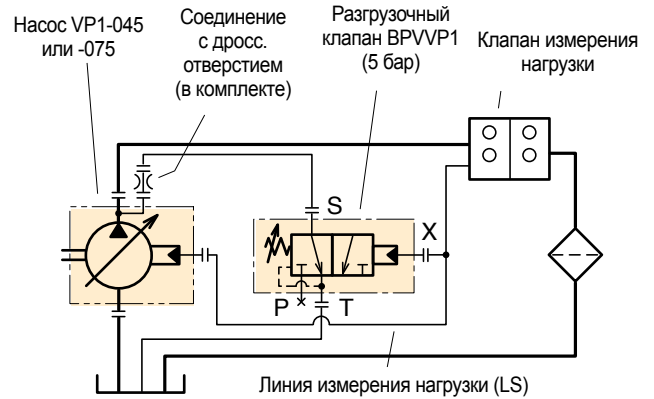 Насос VP1-045
или -075
Соединение
с дросс.
отверстием
(в комплекте)
Разгрузочный
клапан BPVVP1
(5 бар)
Клапан измерения
нагрузки
S
X
P
T
Линия измерения нагрузки (LS)